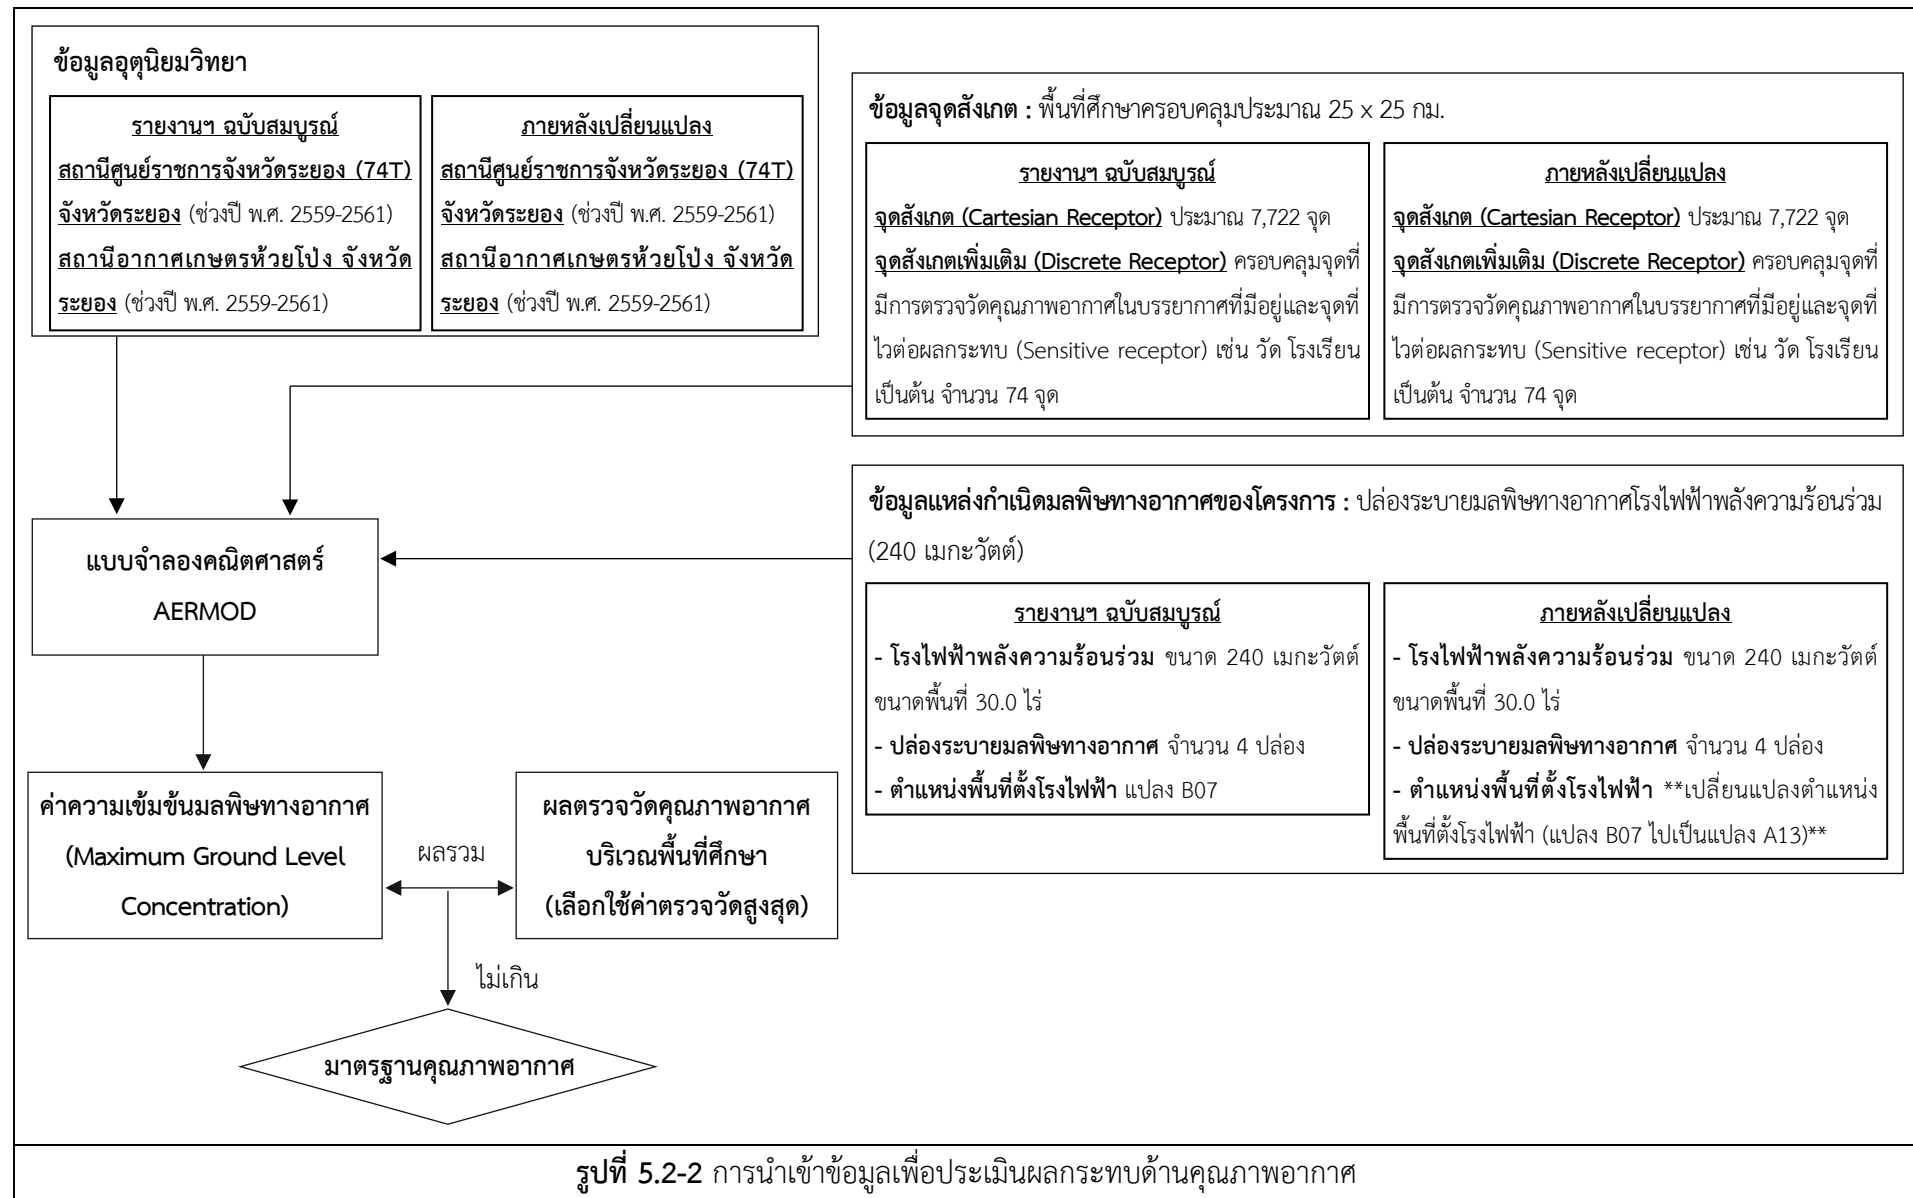 ข้อมูลอุตุนิยมวิทยา
รายงานฯ ฉบับสมบูรณ์
สถานีศูนย์ราชการจังหวัดระยอง (74T)
จังหวัดระยอง (ช่วงปี พ.ศ. 2559-2561)
สถานีอากาศเกษตรห้วยโป่ง จังหวัด
ระยอง (ช่วงปี พ.ศ. 2559-2561)
ภายหลังเปลี่ยนแปลง
สถานีศูนย์ราชการจังหวัดระยอง (74T)
จังหวัดระยอง (ช่วงปี พ.ศ. 2559-2561)
สถานีอากาศเกษตรห้วยโป่ง จังหวัด
ระยอง (ช่วงปี พ.ศ. 2559-2561)
ข้อมูลจุดสังเกต : พื้นที่ศึกษาครอบคลุมประมาณ 25 x 25 กม.
รายงานฯ ฉบับสมบูรณ์
จุดสังเกต (Cartesian Receptor) ประมาณ 7,722 จุด
จุดสังเกตเพิ่มเติม (Discrete Receptor) ครอบคลุมจุดที่
มีการตรวจวัดคุณภาพอากาศในบรรยากาศที่มีอยู่และจุดที่
ไวต่อผลกระทบ (Sensitive receptor) เช่น วัด โรงเรียน
เป็นต้น จำนวน 74 จุด
ภายหลังเปลี่ยนแปลง
จุดสังเกต (Cartesian Receptor) ประมาณ 7,722 จุด
จุดสังเกตเพิ่มเติม (Discrete Receptor) ครอบคลุมจุดที่
มีการตรวจวัดคุณภาพอากาศในบรรยากาศที่มีอยู่และจุดที่
ไวต่อผลกระทบ (Sensitive receptor) เช่น วัด โรงเรียน
เป็นต้น จำนวน 74 จุด
ข้อมูลแหล่งกำเนิดมลพิษทางอากาศของโครงการ : ปล่องระบายมลพิษทางอากาศโรงไฟฟ้าพลังความร้อนร่วม
(240 เมกะวัตต์)
รายงานฯ ฉบับสมบูรณ์
- โรงไฟฟ้าพลังความร้อนร่วม ขนาด 240 เมกะวัตต์
ขนาดพื้นที่ 30.0 ไร่
- ปล่องระบายมลพิษทางอากาศ จำนวน 4 ปล่อง
- ตำแหน่งพื้นที่ตั้งโรงไฟฟ้า แปลง B07
ภายหลังเปลี่ยนแปลง
- โรงไฟฟ้าพลังความร้อนร่วม ขนาด 240 เมกะวัตต์
ขนาดพื้นที่ 30.0 ไร่
- ปล่องระบายมลพิษทางอากาศ จำนวน 4 ปล่อง
- ตำแหน่งพื้นที่ตั้งโรงไฟฟ้า **เปลี่ยนแปลงตำแหน่ง
พื้นที่ตั้งโรงไฟฟ้า (แปลง B07 ไปเป็นแปลง A13)**
แบบจำลองคณิตศาสตร์
AERMOD
ค่าความเข้มข้นมลพิษทางอากาศ
(Maximum Ground Level
Concentration)
ผลรวม
ผลตรวจวัดคุณภาพอากาศ
บริเวณพื้นที่ศึกษา
(เลือกใช้ค่าตรวจวัดสูงสุด)
ไม่เกิน
มาตรฐานคุณภาพอากาศ
รูปที่ 5.2-2 การนำเข้าข้อมูลเพื่อประเมินผลกระทบด้านคุณภาพอากาศ